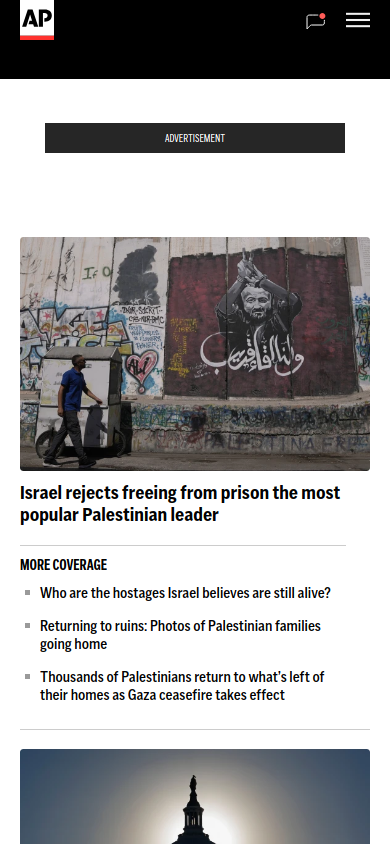 AP
ADVERTISEMENT
Israel rejects freeing from prison the most
popular Palestinian leader
MORE COVERAGE
Who are the hostages Israel believes are still alive?
Returning to ruins: Photos of Palestinian families
going home
Thousands of Palestinians return to what's left of
their homes as Gaza ceasefire takes effect